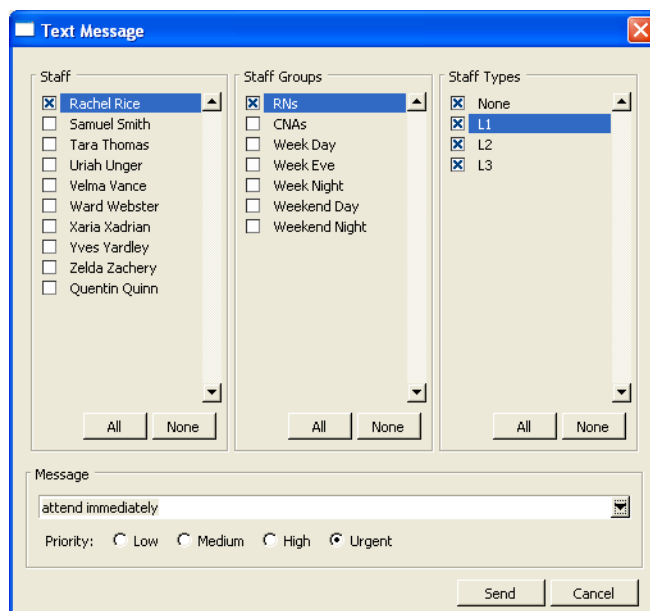 Text Message
Staff
Rachel Rice
Samuel Smith
Tara Thomas
Uriah Unger
Velma Vance
Ward Webster
Xaria Xadrian
Yves Yardley
Zelda Zachery
Quentin Quinn
All None
Staff Groups
RNs
CNAs
Week Day
Week Eve
Week Night
Weekend Day
Weekend Night
All None
Staff Types
None
L1
L2
L3
All None
Message
attend immediately
Priority: Low Medium High Urgent
Send Cancel